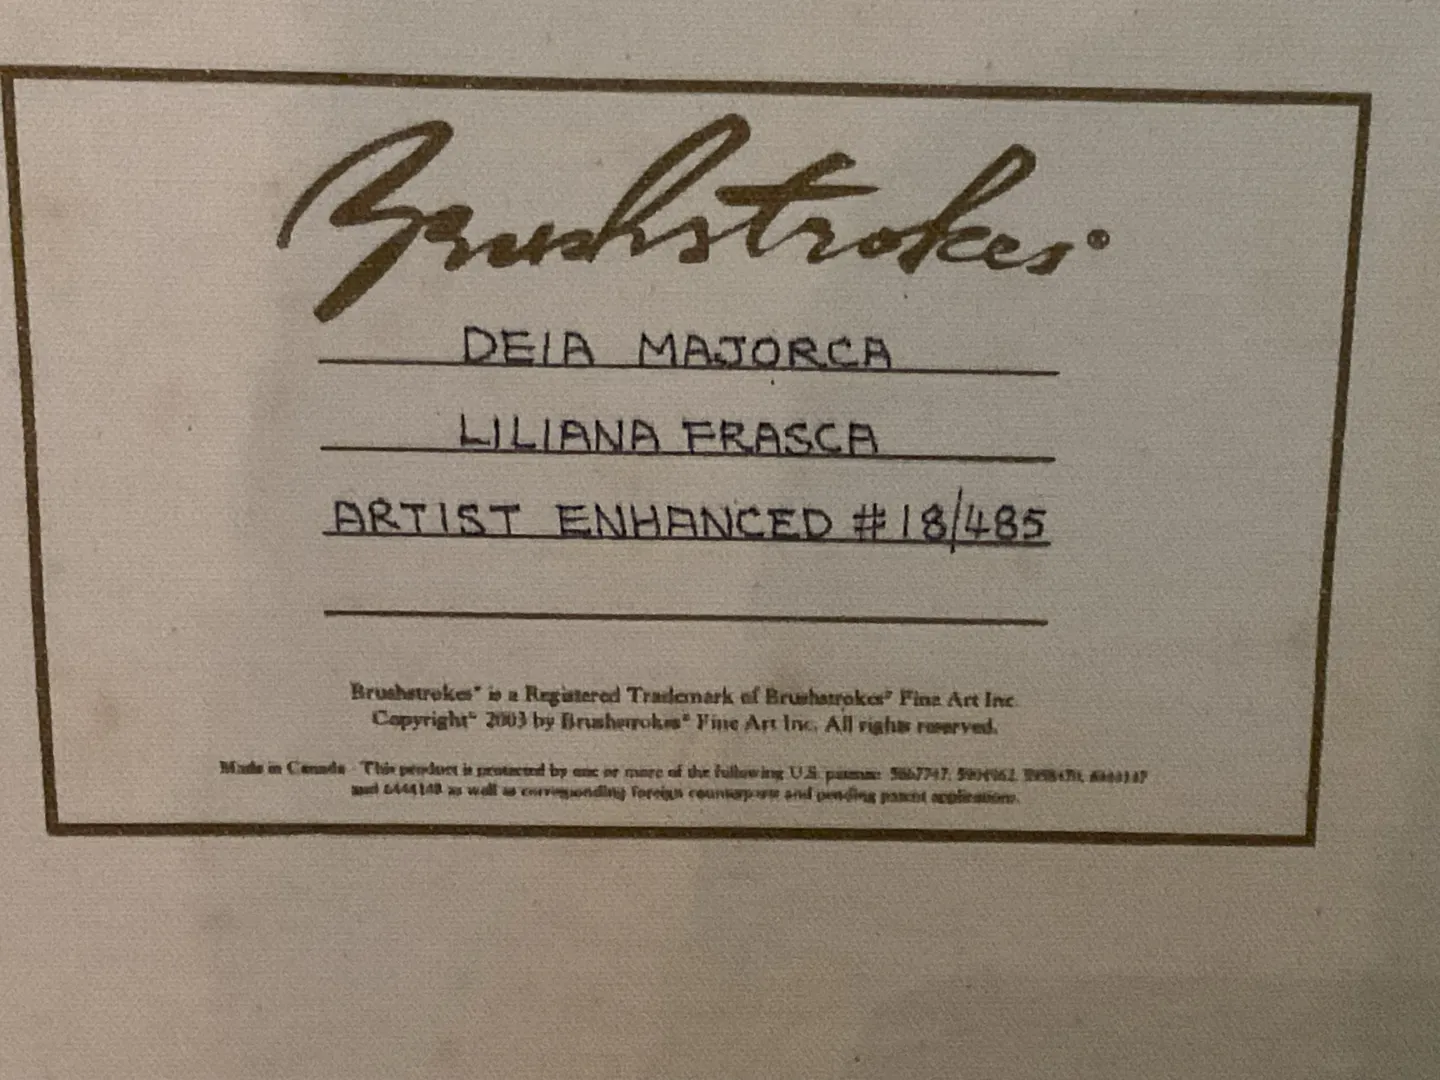 Brushstrokes®
DEIA MAJORCA
LILIANA FRASCA
ARTIST ENHANCED #18/485
Brushstrokes® is a Registered Trademark of Brushstrokes® Fine Art Inc.
Copyright© 2003 by Brushstrokes® Fine Art Inc. All rights reserved.
Made in Canada This product is protected by one or more of the following U.S. patents:
as well as corresponding foreign counterparts and pending patent applications.